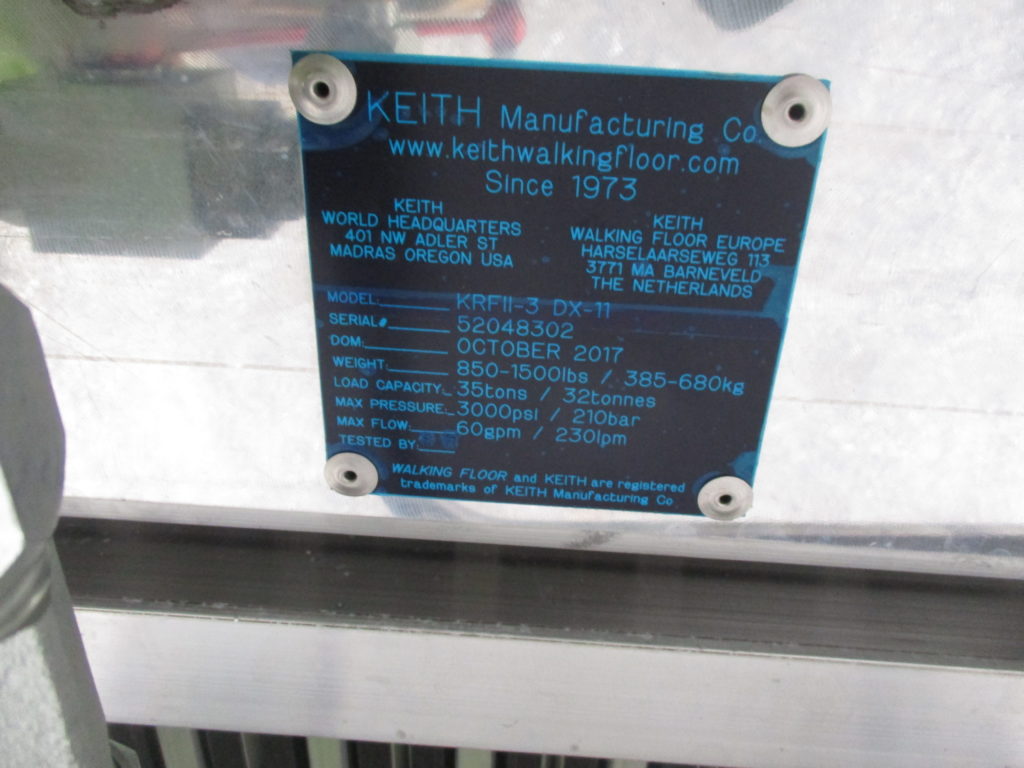 KEITH Manufacturing Co.
www.keithwalkingfloor.com
Since 1973
KEITH
WORLD HEADQUARTERS
401 NW ADLER ST
MADRAS OREGON USA
KEITH
WALKING FLOOR EUROPE
HARSELAARSEWEG 113
3771 MA BARNEVELD
THE NETHERLANDS
MODEL: KRFII-3 DX-11
SERIAL# 52048302
DOM: OCTOBER 2017
WEIGHT: 850-1500lbs / 385-680kg
LOAD CAPACITY: 35tons / 32tonnes
MAX PRESSURE: 3000psi / 210bar
MAX FLOW: 60gpm / 230lpm
TESTED BY:
WALKING FLOOR and KEITH are registered
trademarks of KEITH Manufacturing Co.